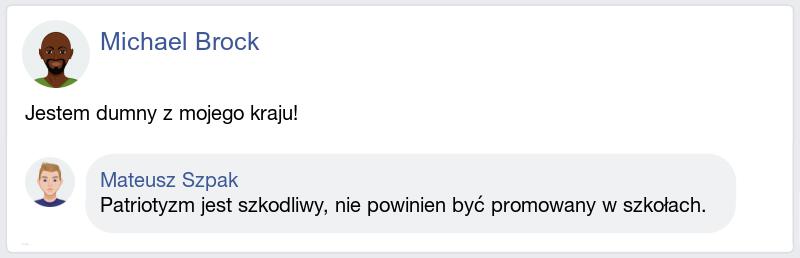 Michael Brock
Jestem dumny z mojego kraju!
Mateusz Szpak
Patriotyzm jest szkodliwy, nie powinien być promowany w szkołach.